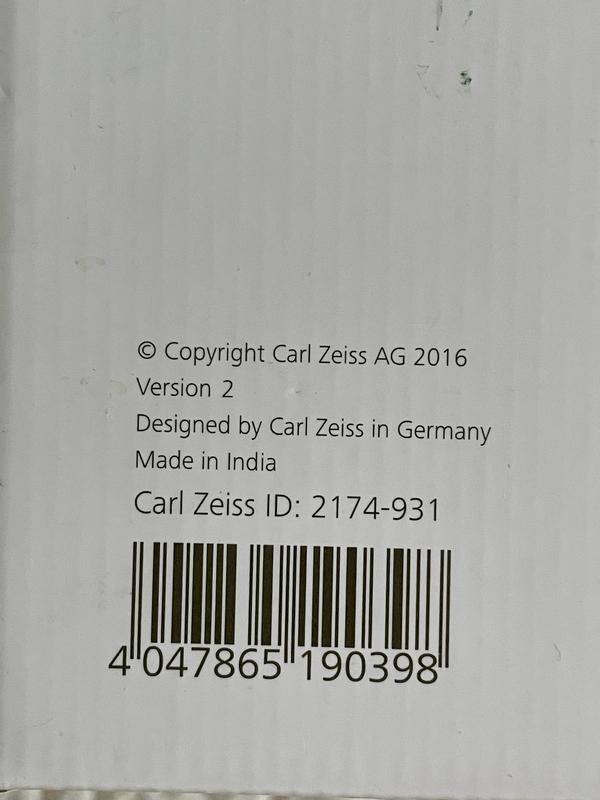 © Copyright Carl Zeiss AG 2016
Version 2
Designed by Carl Zeiss in Germany
Made in India
Carl Zeiss ID: 2174-931
4 047865 190398